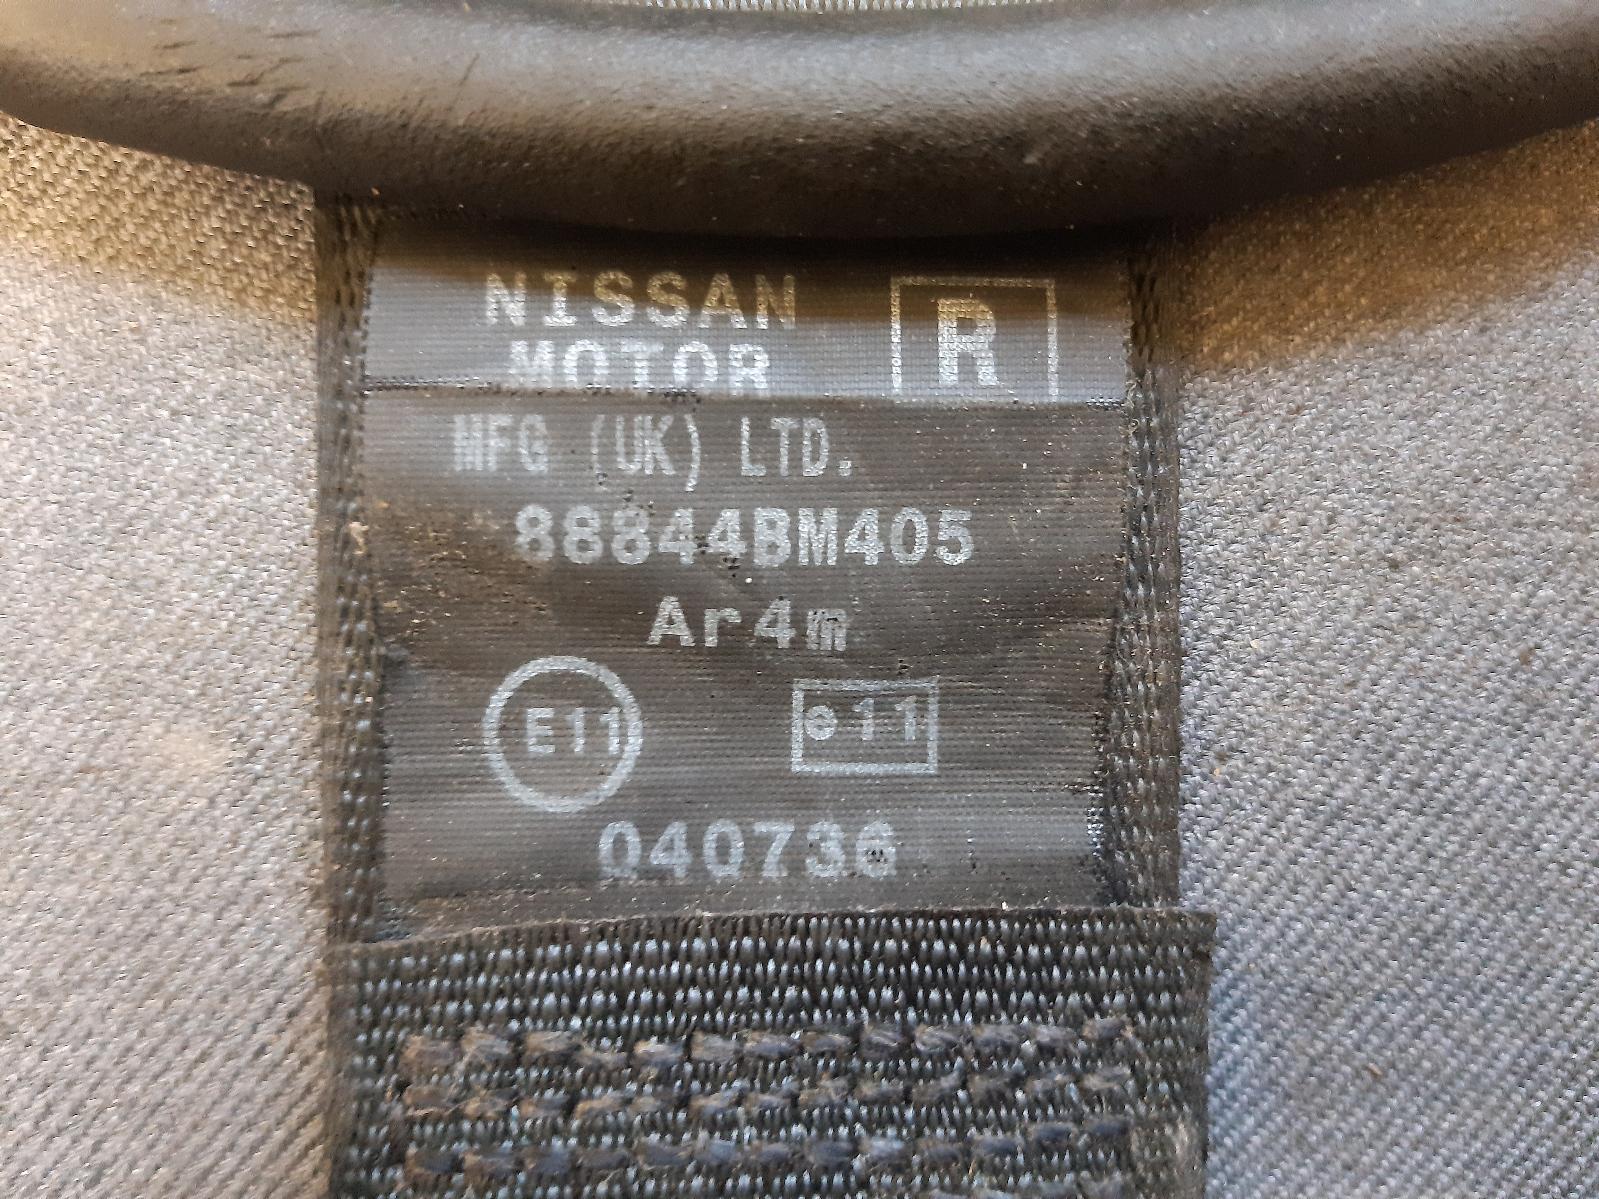 NISSAN R
MOTOR
MFG (UK) LTD.
88844BM405
Ar4m
E11 e11
040736